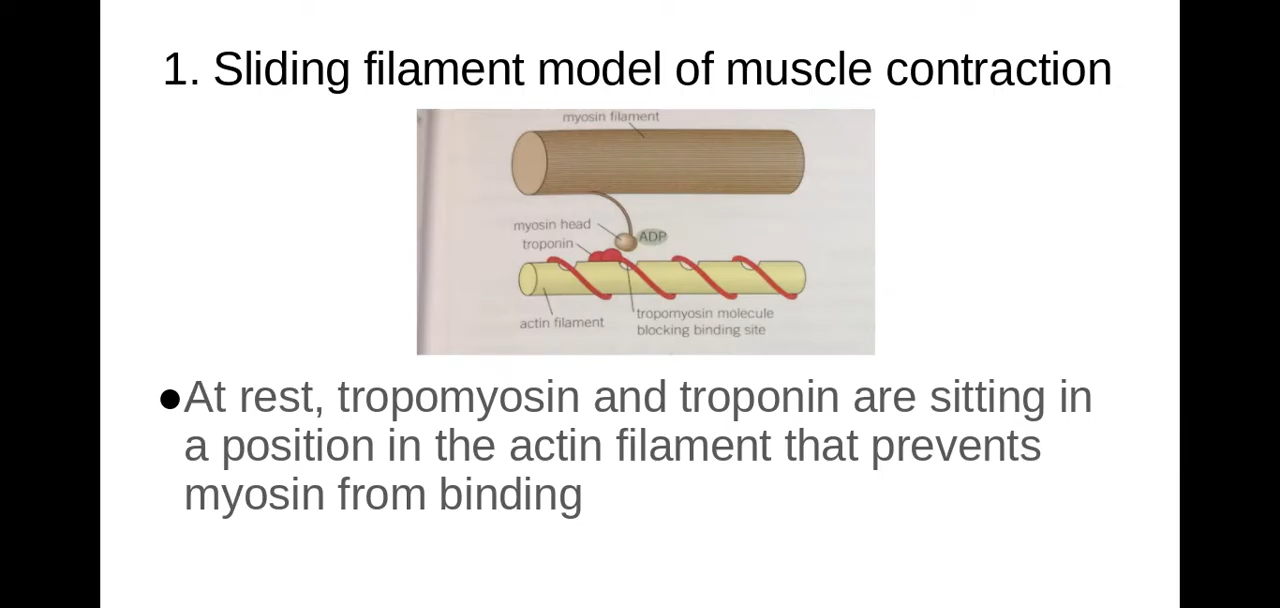 1. Sliding filament model of muscle contraction
myosin filament
myosin head
ADP
troponin
actin filament
tropomyosin molecule
blocking binding site
●At rest, tropomyosin and troponin are sitting in
a position in the actin filament that prevents
myosin from binding